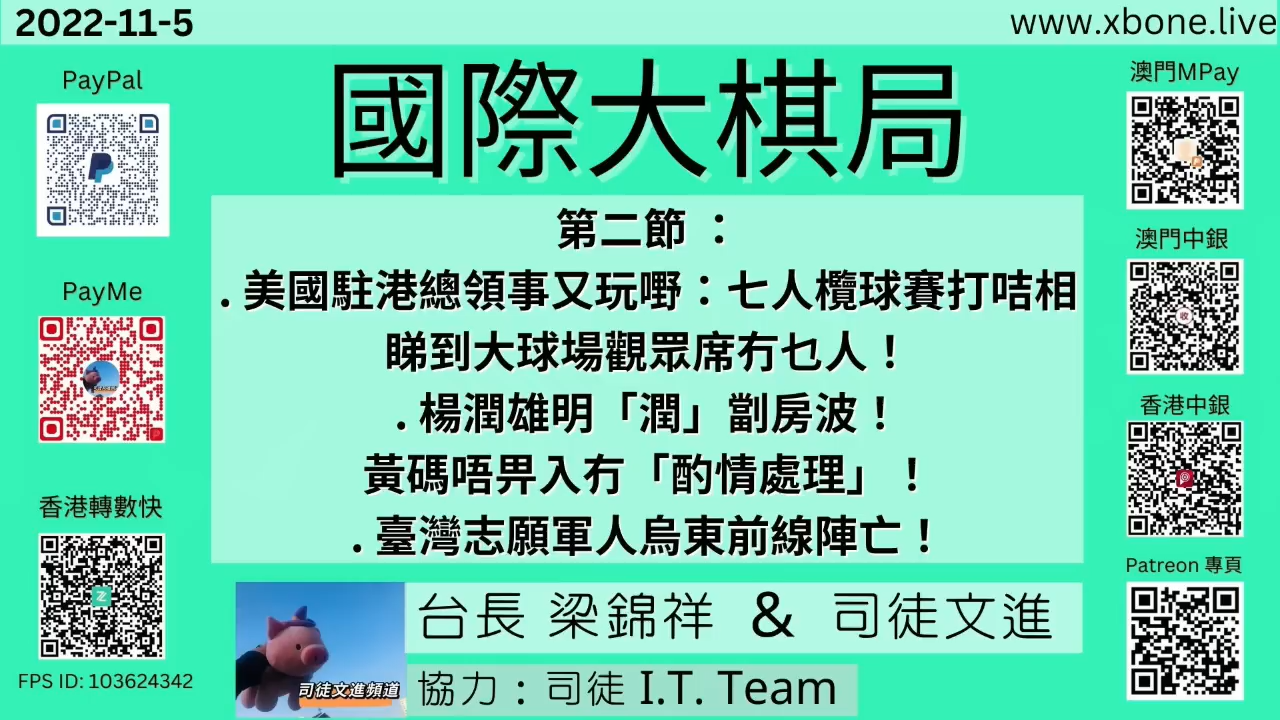 2022-11-5
www.xbone.live
PayPal
PayMe
香港轉數快
FPS ID: 103624342
國際大棋局
第二節 ：
. 美國駐港總領事又玩嘢：七人欖球賽打咭相
睇到大球場觀眾席冇乜人！
. 楊潤雄明「潤」劏房波！
黃碼唔畀入冇「酌情處理」！
. 臺灣志願軍人烏東前線陣亡！
司徒文進頻道
台長 梁錦祥 & 司徒文進
協力：司徒 I.T. Team
澳門MPay
澳門中銀
收
香港中銀
Patreon 專頁